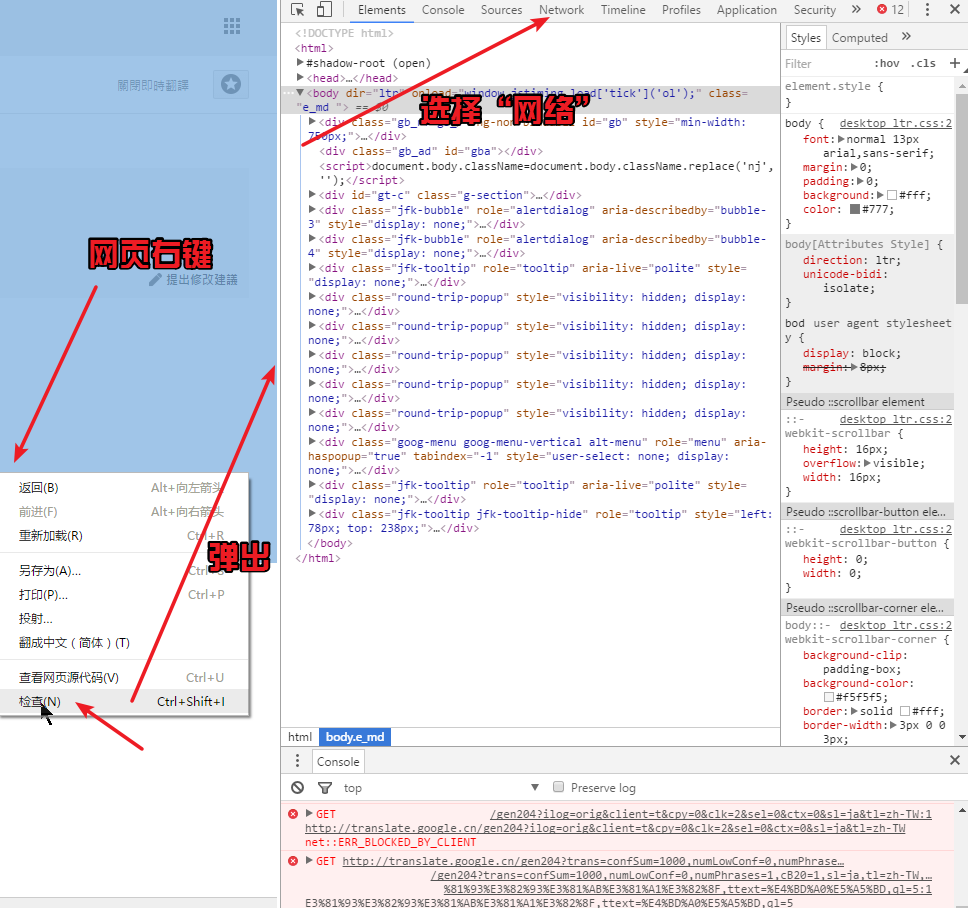 關閉即時翻譯
网页右键
提出修改建議
返回(B) Alt+向左箭头
前进(F) Alt+向右箭头
重新加载(R) Ctrl+R
另存为(A)... Ctrl+S
打印(P)... Ctrl+P
投射...
翻成中文（简体）(T)
查看网页源代码(V) Ctrl+U
检查(N) Ctrl+Shift+I
弹出
Elements Console Sources Network Timeline Profiles Application Security » 12
选择“网络”
<!DOCTYPE html>
<html>
#shadow-root (open)
<head>…</head>
<body dir="ltr" onload="window.jstiming.load['tick']('ol');" class=
"e_md "> == $0
<div class="gb_ id="gb" style="min-width:
750px;">…</div>
<div class="gb_ad" id="gba"></div>
<script>document.body.className=document.body.className.replace('nj',
'');</script>
<div id="gt-c" class="g-section">…</div>
<div class="jfk-bubble" role="alertdialog" aria-describedby="bubble-
3" style="display: none;">…</div>
<div class="jfk-bubble" role="alertdialog" aria-describedby="bubble-
4" style="display: none;">…</div>
<div class="jfk-tooltip" role="tooltip" aria-live="polite" style=
"display: none;">…</div>
<div class="round-trip-popup" style="visibility: hidden; display:
none;">…</div>
<div class="round-trip-popup" style="visibility: hidden; display:
none;">…</div>
<div class="round-trip-popup" style="visibility: hidden; display:
none;">…</div>
<div class="round-trip-popup" style="visibility: hidden; display:
none;">…</div>
<div class="round-trip-popup" style="visibility: hidden; display:
none;">…</div>
<div class="goog-menu goog-menu-vertical alt-menu" role="menu" aria-
haspopup="true" tabindex="-1" style="user-select: none; display:
none;">…</div>
<div class="jfk-tooltip" role="tooltip" aria-live="polite" style=
"display: none;">…</div>
<div class="jfk-tooltip jfk-tooltip-hide" role="tooltip" style="left:
78px; top: 238px;">…</div>
</body>
</html>
html body.e_md
Styles Computed »
Filter :hov .cls +
element.style {
}
body { desktop_ltr.css:2
font: normal 13px
arial,sans-serif;
margin: 0;
padding: 0;
background: #fff;
color: #777;
}
body[Attributes Style] {
direction: ltr;
unicode-bidi:
isolate;
}
bod user agent stylesheet
y {
display: block;
margin: 8px;
}
Pseudo ::scrollbar element
::- desktop_ltr.css:2
webkit-scrollbar {
height: 16px;
overflow: visible;
width: 16px;
}
Pseudo ::scrollbar-button ele…
::- desktop_ltr.css:2
webkit-scrollbar-button {
height: 0;
width: 0;
}
Pseudo ::scrollbar-corner ele…
body::- desktop_ltr.css:2
webkit-scrollbar-corner {
background-clip:
padding-box;
background-color:
#f5f5f5;
border: solid #fff;
border-width: 3px 0 0
3px;
Console
top Preserve log
GET /gen204?ilog=orig&client=t&cpy=0&clk=2&sel=0&ctx=0&sl=ja&tl=zh-TW:1
http://translate.google.cn/gen204?ilog=orig&client=t&cpy=0&clk=2&sel=0&ctx=0&sl=ja&tl=zh-TW
net::ERR_BLOCKED_BY_CLIENT
GET http://translate.google.cn/gen204?trans=confSum=1000,numLowConf=0,numPhrase…
/gen204?trans=confSum=1000,numLowConf=0,numPhrases=1,cB20=1,sl=ja,tl=zh-TW,…
%81%93%E3%82%93%E3%81%AB%E3%81%A1%E3%82%8F,ttext=%E4%BD%A0%E5%A5%BD,ql=5:1
E3%81%93%E3%82%93%E3%81%AB%E3%81%A1%E3%82%8F,ttext=%E4%BD%A0%E5%A5%BD,ql=5